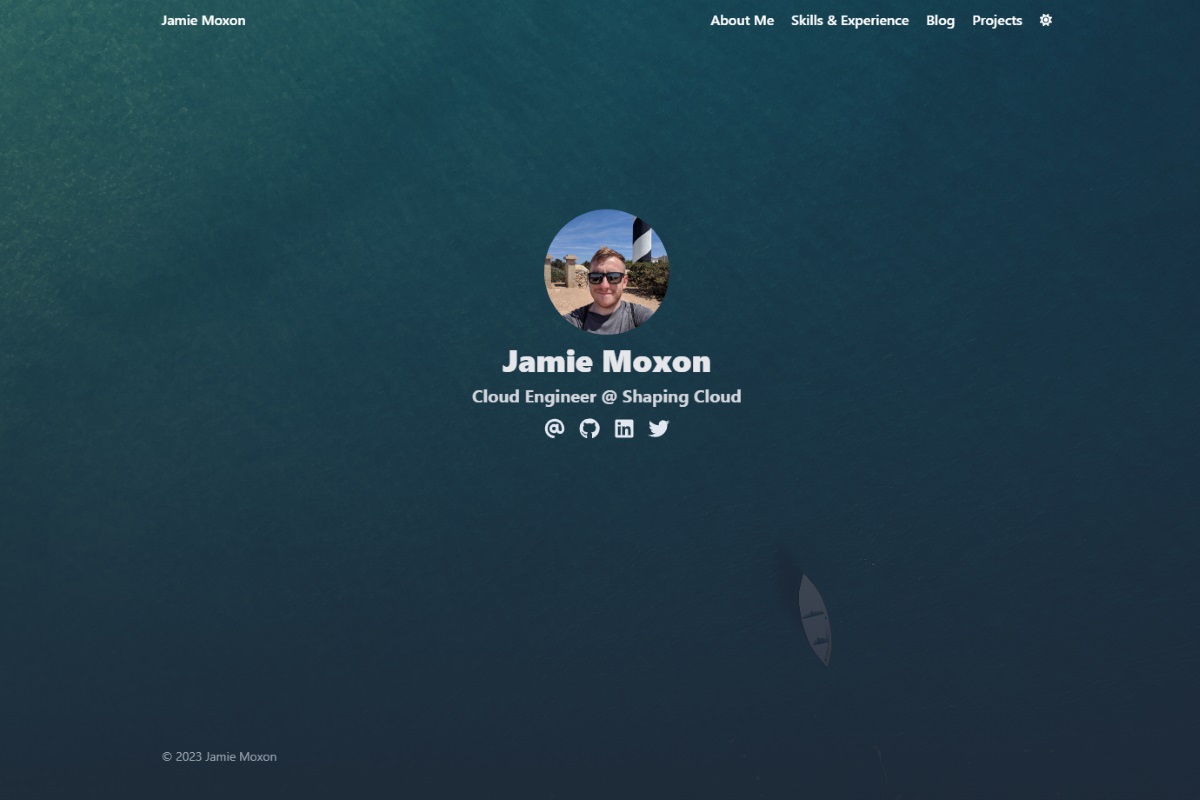 Jamie Moxon
About Me
Skills & Experience
Blog
Projects
Jamie Moxon
Cloud Engineer @ Shaping Cloud
© 2023 Jamie Moxon